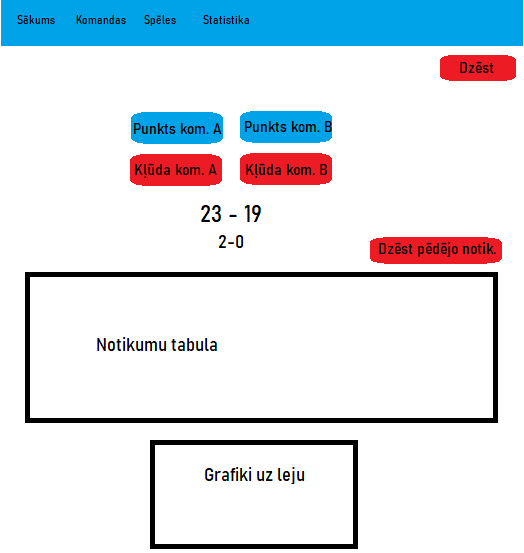 Sākums Komandas Spēles Statistika
Dzēst
Punkts kom. A Punkts kom. B
Kļūda kom. A Kļūda kom. B
23 - 19
2-0
Dzēst pēdējo notik.
Notikumu tabula
Grafiki uz leju